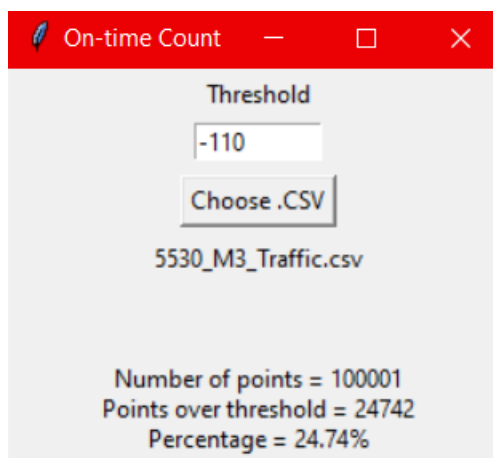 On-time Count
Threshold
-110
Choose .CSV
5530_M3_Traffic.csv
Number of points = 100001
Points over threshold = 24742
Percentage = 24.74%